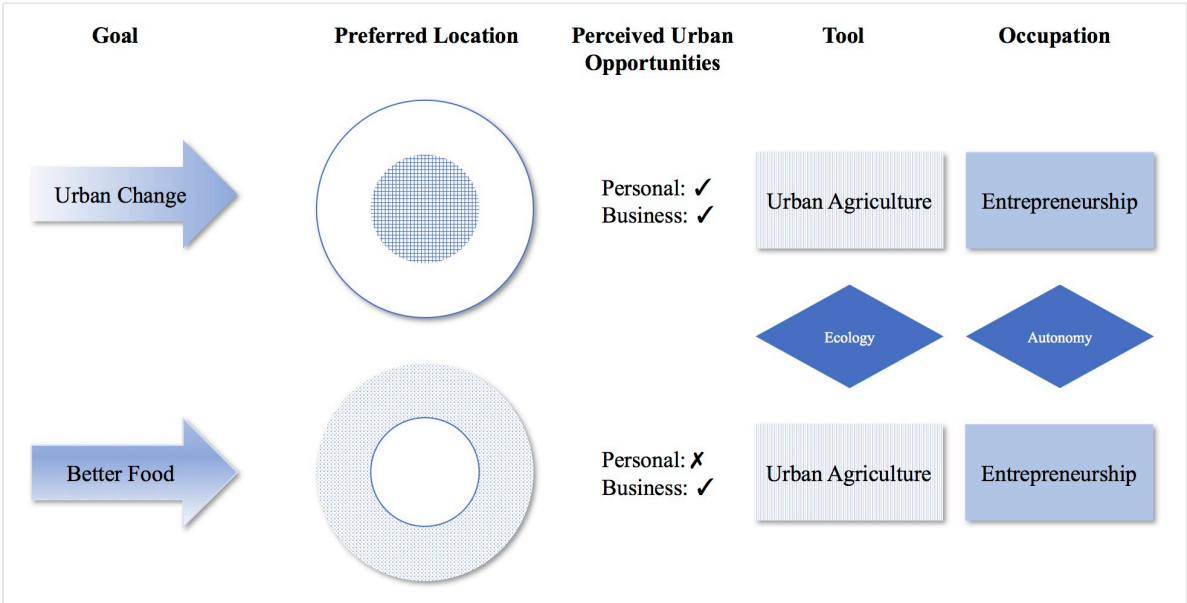 Goal
Preferred Location
Perceived Urban
Opportunities
Tool
Occupation
Urban Change
Personal: ✓
Business: ✓
Urban Agriculture
Entrepreneurship
Ecology
Autonomy
Better Food
Personal: ✗
Business: ✓
Urban Agriculture
Entrepreneurship